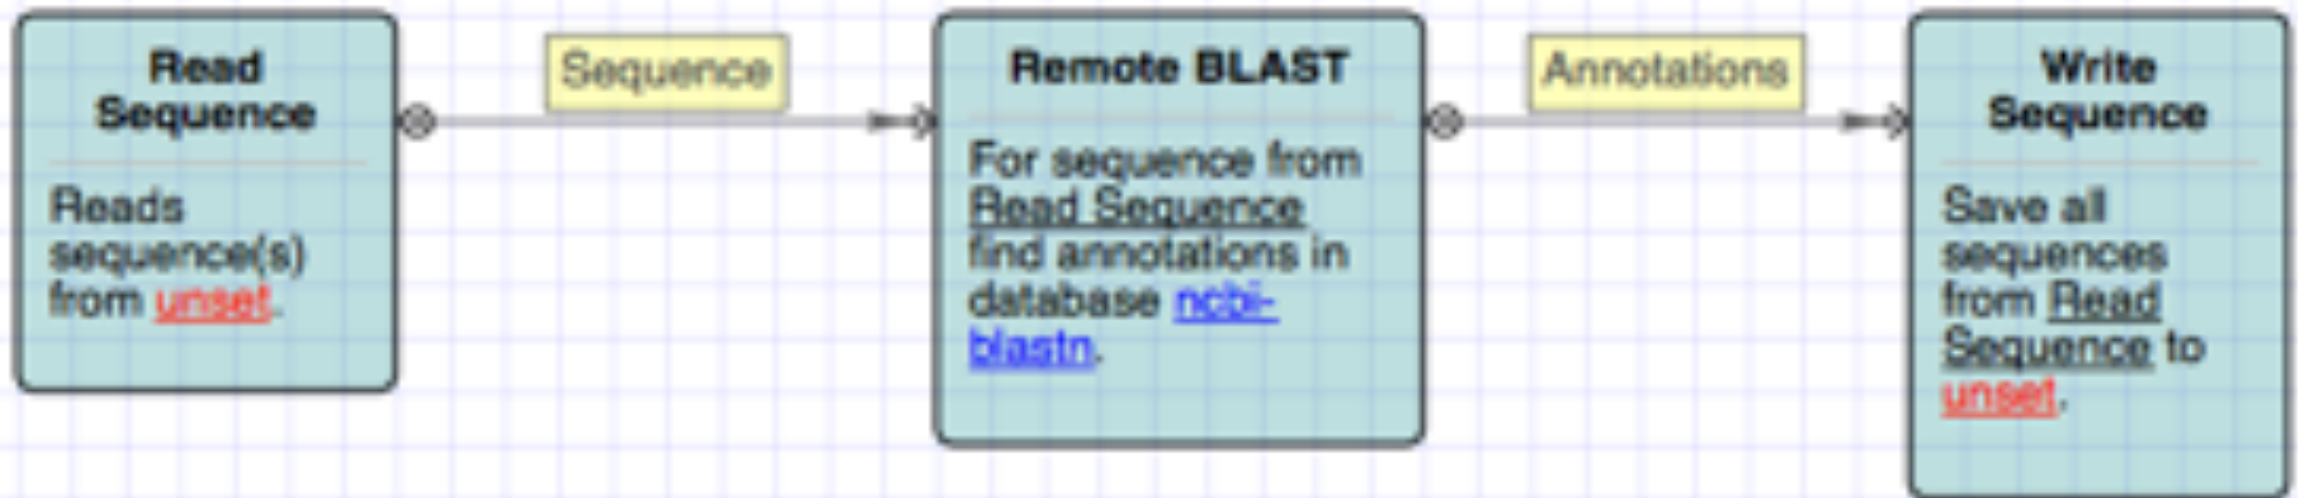 Read
Sequence
Reads
sequence(s)
from unset.
Sequence
Remote BLAST
For sequence from
Read Sequence
find annotations in
database ncbi-
blastn.
Annotations
Write
Sequence
Save all
sequences
from Read
Sequence to
unset.